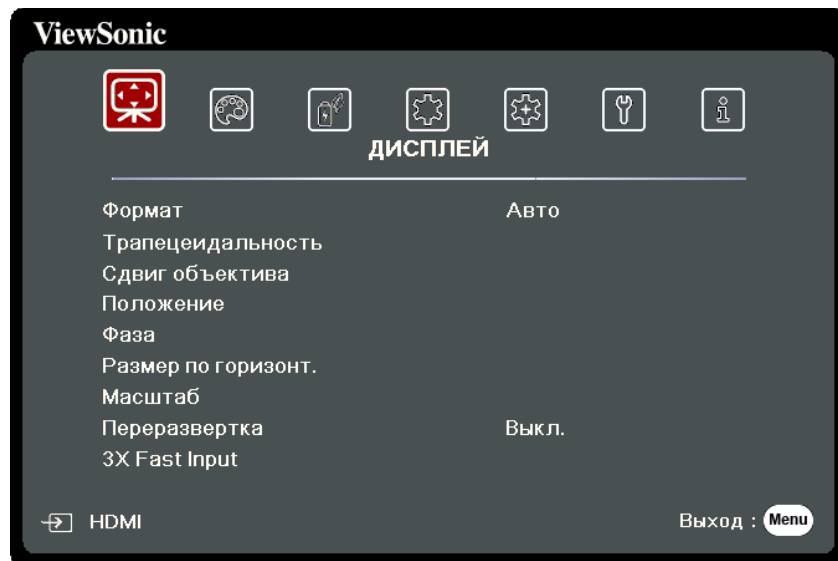 ViewSonic
ДИСПЛЕЙ
Формат Авто
Трапецеидальность
Сдвиг объектива
Положение
Фаза
Размер по горизонт.
Масштаб
Переразвертка Выкл.
3X Fast Input
HDMI Выход : Menu